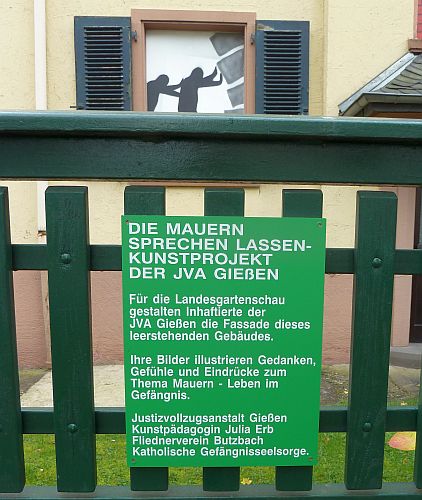 DIE MAUERN
SPRECHEN LASSEN-
KUNSTPROJEKT
DER JVA GIEßEN
Für die Landesgartenschau
gestalten Inhaftierte der
JVA Gießen die Fassade dieses
leerstehenden Gebäudes.
Ihre Bilder illustrieren Gedanken,
Gefühle und Eindrücke zum
Thema Mauern - Leben im
Gefängnis.
Justizvollzugsanstalt Gießen
Kunstpädagogin Julia Erb
Fliednerverein Butzbach
Katholische Gefängnisseelsorge.